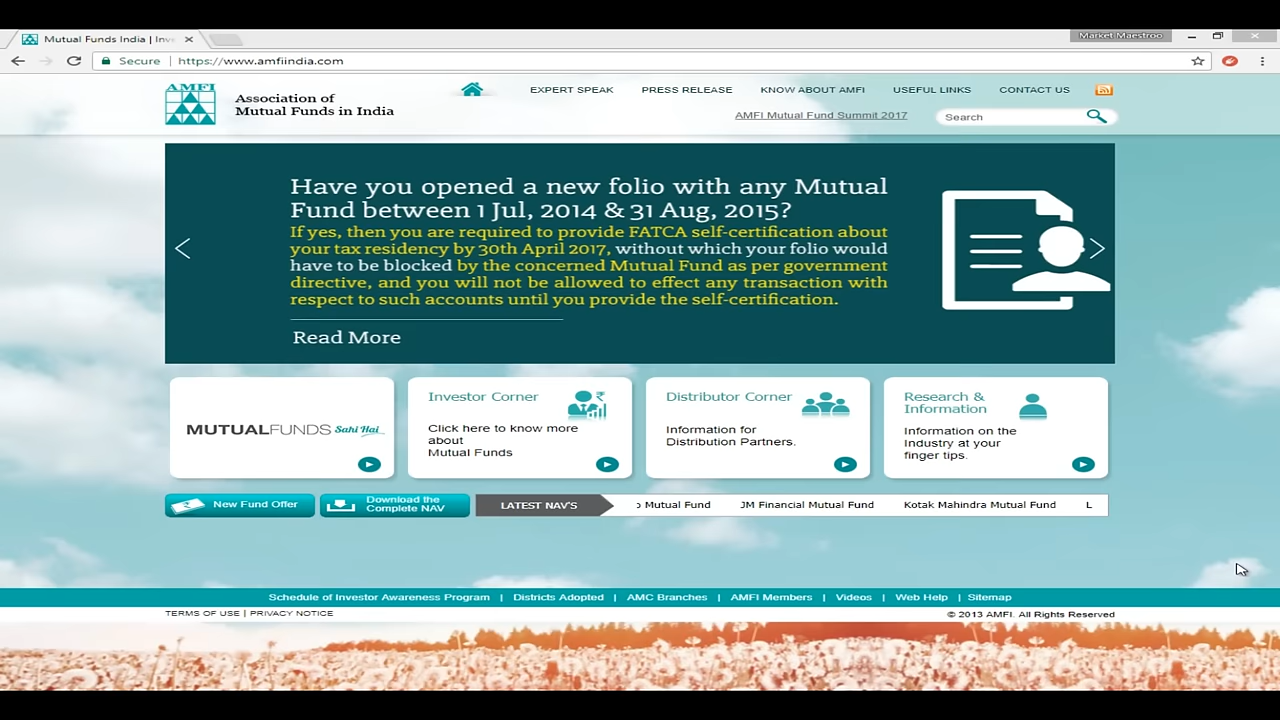 Mutual Funds India | Inv
Market Maestroo
Secure | https://www.amfiindia.com
AMFI
Association of
Mutual Funds in India
EXPERT SPEAK
PRESS RELEASE
KNOW ABOUT AMFI
USEFUL LINKS
CONTACT US
AMFI Mutual Fund Summit 2017
Search
Have you opened a new folio with any Mutual
Fund between 1 Jul, 2014 & 31 Aug, 2015?
If yes, then you are required to provide FATCA self-certification about
your tax residency by 30th April 2017, without which your folio would
have to be blocked by the concerned Mutual Fund as per government
directive, and you will not be allowed to effect any transaction with
respect to such accounts until you provide the self-certification.
Read More
MUTUALFUNDS Sahi Hai
Investor Corner
Click here to know more
about
Mutual Funds
Distributor Corner
Information for
Distribution Partners.
Research &
Information
Information on the
Industry at your
finger tips.
New Fund Offer
Download the
Complete NAV
LATEST NAV'S
o Mutual Fund
JM Financial Mutual Fund
Kotak Mahindra Mutual Fund
L
Schedule of Investor Awareness Program | Districts Adopted | AMC Branches | AMFI Members | Videos | Web Help | Sitemap
TERMS OF USE | PRIVACY NOTICE
© 2013 AMFI. All Rights Reserved